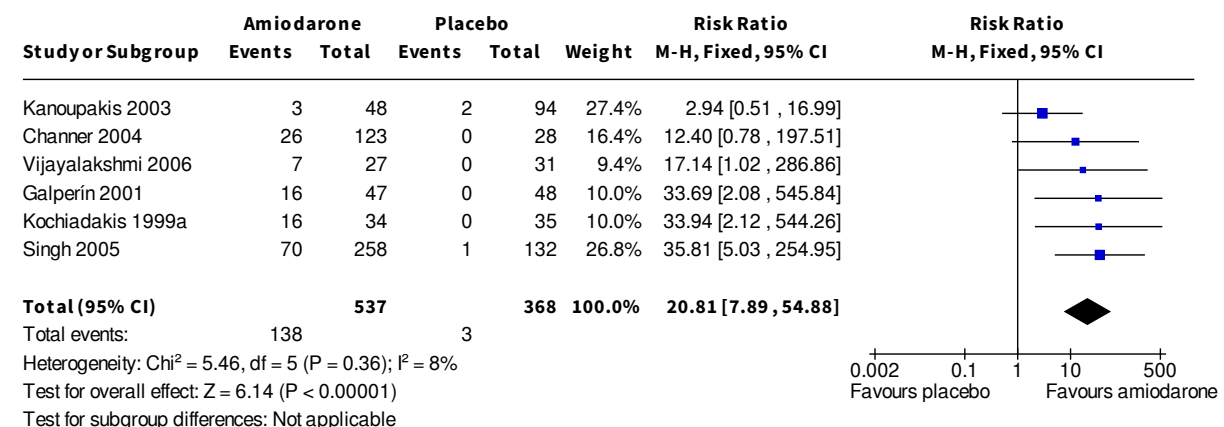 Amiodarone Placebo Risk Ratio Risk Ratio
Study or Subgroup Events Total Events Total Weight M-H, Fixed, 95% CI M-H, Fixed, 95% CI
Kanoupakis 2003 3 48 2 94 27.4% 2.94 [0.51 , 16.99]
Channer 2004 26 123 0 28 16.4% 12.40 [0.78 , 197.51]
Vijayalakshmi 2006 7 27 0 31 9.4% 17.14 [1.02 , 286.86]
Galperín 2001 16 47 0 48 10.0% 33.69 [2.08 , 545.84]
Kochiadakis 1999a 16 34 0 35 10.0% 33.94 [2.12 , 544.26]
Singh 2005 70 258 1 132 26.8% 35.81 [5.03 , 254.95]
Total (95% CI) 537 368 100.0% 20.81 [7.89 , 54.88]
Total events: 138 3
Heterogeneity: Chi² = 5.46, df = 5 (P = 0.36); I² = 8%
Test for overall effect: Z = 6.14 (P < 0.00001)
Test for subgroup differences: Not applicable
0.002 0.1 1 10 500
Favours placebo Favours amiodarone